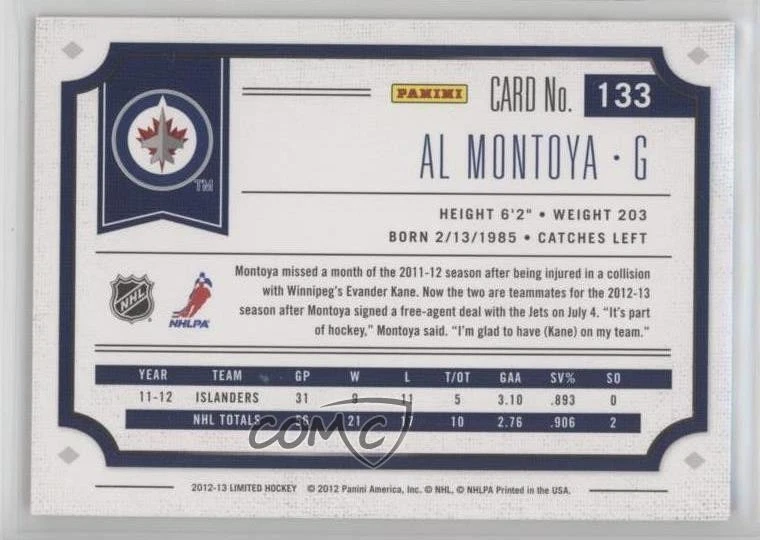 PANINI CARD No. 133
AL MONTOYA · G
TM
HEIGHT 6'2" • WEIGHT 203
BORN 2/13/1985 • CATCHES LEFT
Montoya missed a month of the 2011-12 season after being injured in a collision
with Winnipeg's Evander Kane. Now the two are teammates for the 2012-13
season after Montoya signed a free-agent deal with the Jets on July 4. "It's part
of hockey," Montoya said. "I'm glad to have (Kane) on my team."
NHL
NHLPA
YEAR TEAM GP W L T/OT GAA SV% SO
11-12 ISLANDERS 31 9 11 5 3.10 .893 0
NHL TOTALS 56 21 17 10 2.76 .906 2
COMC
2012-13 LIMITED HOCKEY © 2012 Panini America, Inc. © NHL, © NHLPA Printed in the USA.